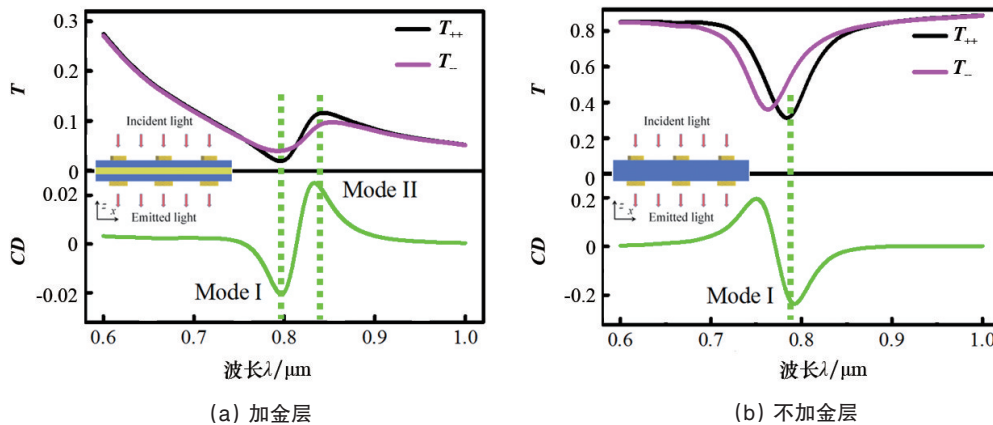 0.3
T₊₊
T₋₋
0.2
T
0.1
Incident light
0
0.02
Mode II
z
x
Emitted light
CD
0
Mode I
-0.02
0.6 0.7 0.8 0.9 1.0
波长λ/μm
(a) 加金层
0.8
T₊₊
T₋₋
0.6
T
0.4
Incident light
0.2
0
0.2
z
x
Emitted light
CD
0
Mode I
-0.2
0.6 0.7 0.8 0.9 1.0
波长λ/μm
(b) 不加金层